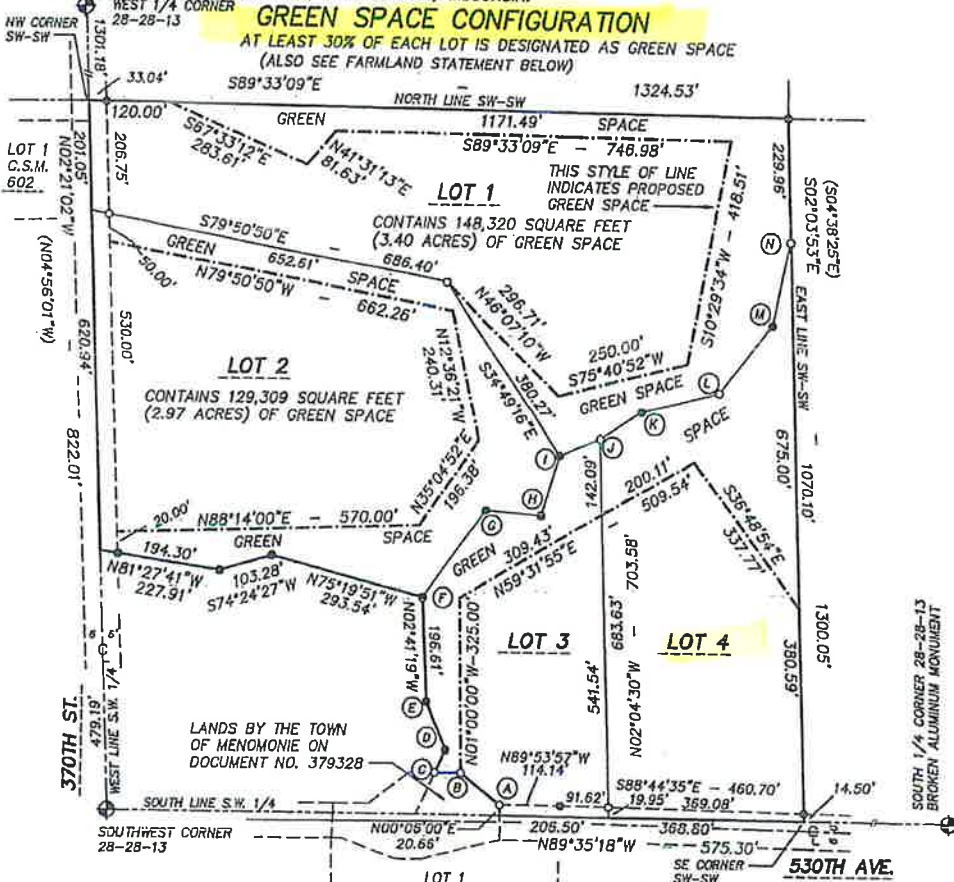 WEST 1/4 CORNER
28-28-13
GREEN SPACE CONFIGURATION
AT LEAST 30% OF EACH LOT IS DESIGNATED AS GREEN SPACE
(ALSO SEE FARMLAND STATEMENT BELOW)
NW CORNER
SW-SW
1301.18'
33.04'
S89°33'09"E
-
1324.53'
NORTH LINE SW-SW
120.00'
GREEN
1171.49'
SPACE
S89°33'09"E - 746.98'
S67°33'12"E
283.61'
N41°31'13"E
81.63'
LOT 1
C.S.M.
602
201.05'
N02°21'02"W
206.75'
LOT 1
THIS STYLE OF LINE
INDICATES PROPOSED
GREEN SPACE
CONTAINS 148,320 SQUARE FEET
(3.40 ACRES) OF GREEN SPACE
229.96'
(S04°38'25"E)
S02°03'53"E
S10°29'34"W - 418.51'
N
S79°50'50"E - 686.40'
GREEN
652.61'
SPACE
N79°50'50"W - 662.26'
50.00'
(N04°56'01"W)
620.94'
530.00'
296.71'
N46°07'10"W
EAST LINE SW-SW
M
LOT 2
CONTAINS 129,309 SQUARE FEET
(2.97 ACRES) OF GREEN SPACE
N12°36'21"W
240.31'
380.27'
S34°49'16"E
250.00'
S75°40'52"W
GREEN SPACE
L
K
SPACE
J
I
822.01'
N35°04'52"E
196.38'
142.09'
200.11'
509.54'
675.00'
1070.10'
S36°48'54"E
337.77'
H
G
20.00'
N88°14'00"E - 570.00'
GREEN
SPACE
194.30'
N81°27'41"W
227.91'
103.28'
S74°24'27"W
N75°19'51"W
293.54'
F
GREEN
309.43'
N59°31'55"E
703.58'
N02°41'19"W
196.61'
N01°00'00"W-325.00'
LOT 3
683.63'
541.54'
N02°04'30"W
LOT 4
1300.05'
380.59'
SOUTH 1/4 CORNER 28-28-13
BROKEN ALUMINUM MONUMENT
370TH ST.
479.19'
WEST LINE S.W. 1/4
E
D
LANDS BY THE TOWN
OF MENOMONIE ON
DOCUMENT NO. 379328
C
B
A
N89°53'57"W
114.14'
91.62'
S88°44'35"E - 460.70'
19.95'
369.08'
14.50'
SOUTH LINE S.W. 1/4
SOUTHWEST CORNER
28-28-13
N00°06'00"E
20.66'
206.50'
368.80'
N89°35'18"W
575.30'
SE CORNER
SW-SW
530TH AVE.
LOT 1